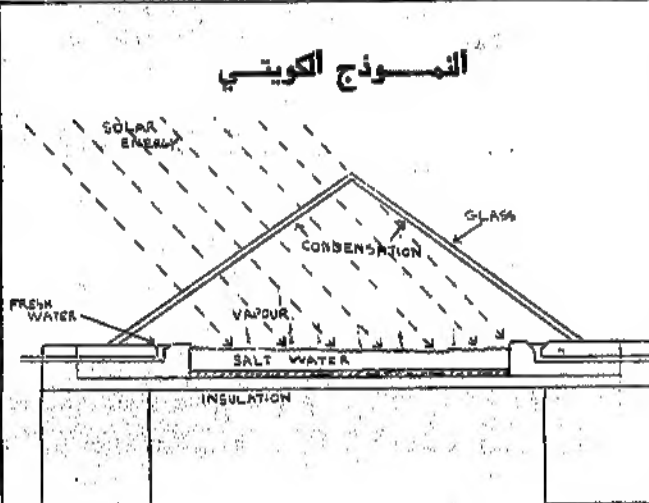 النمـــوذج الكويتـــي
SOLAR
ENERGY
GLASS
CONDENSATION
FRESH
WATER
VAPOUR
SALT WATER
INSULATION